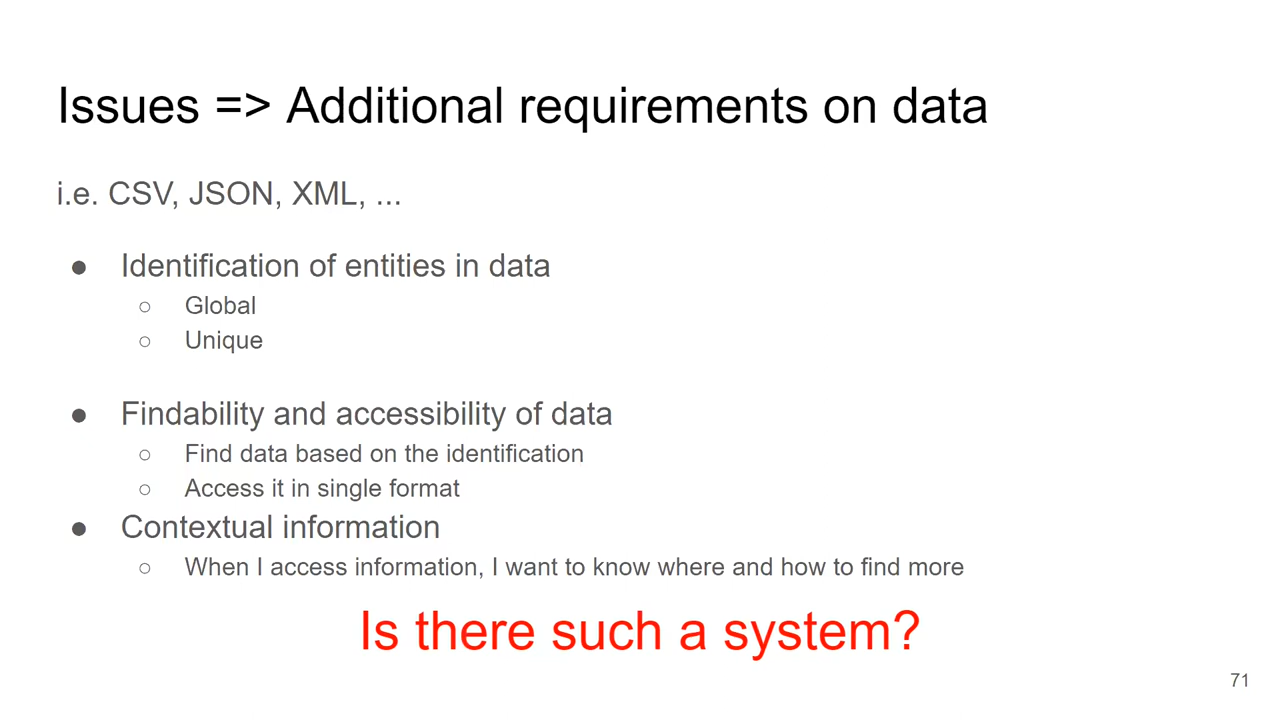 Issues => Additional requirements on data
i.e. CSV, JSON, XML, ...
● Identification of entities in data
○ Global
○ Unique
● Findability and accessibility of data
○ Find data based on the identification
○ Access it in single format
● Contextual information
○ When I access information, I want to know where and how to find more
Is there such a system?
71